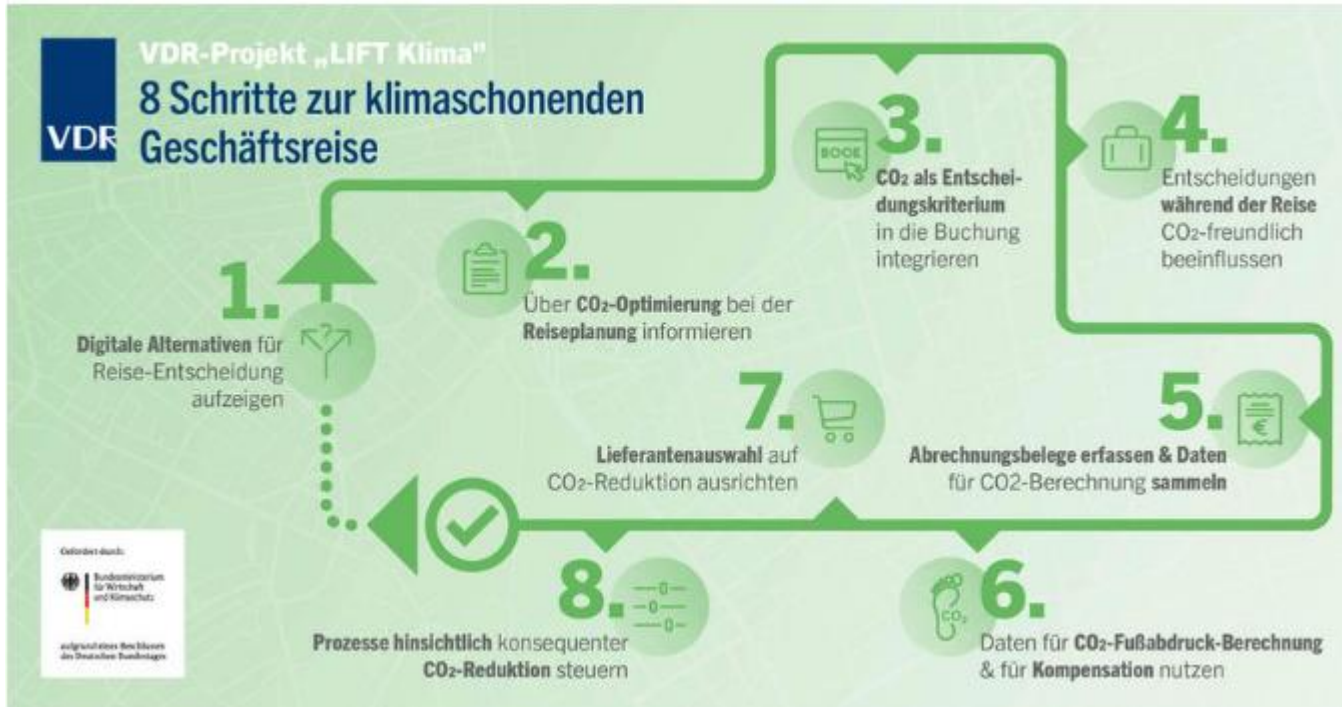 VDR
VDR-Projekt „LIFT Klima"
8 Schritte zur klimaschonenden
Geschäftsreise
1.
Digitale Alternativen für
Reise-Entscheidung
aufzeigen
2.
Über CO₂-Optimierung bei der
Reiseplanung informieren
BOOK
3.
CO₂ als Entschei-
dungskriterium
in die Buchung
integrieren
4.
Entscheidungen
während der Reise
CO₂-freundlich
beeinflussen
5.
€
Abrechnungsbelege erfassen & Daten
für CO2-Berechnung sammeln
CO₂
6.
Daten für CO₂-Fußabdruck-Berechnung
& für Kompensation nutzen
7.
Lieferantenauswahl auf
CO₂-Reduktion ausrichten
8.
Prozesse hinsichtlich konsequenter
CO₂-Reduktion steuern
Gefördert durch:
Bundesministerium
für Wirtschaft
und Klimaschutz
aufgrund eines Beschlusses
des Deutschen Bundestages